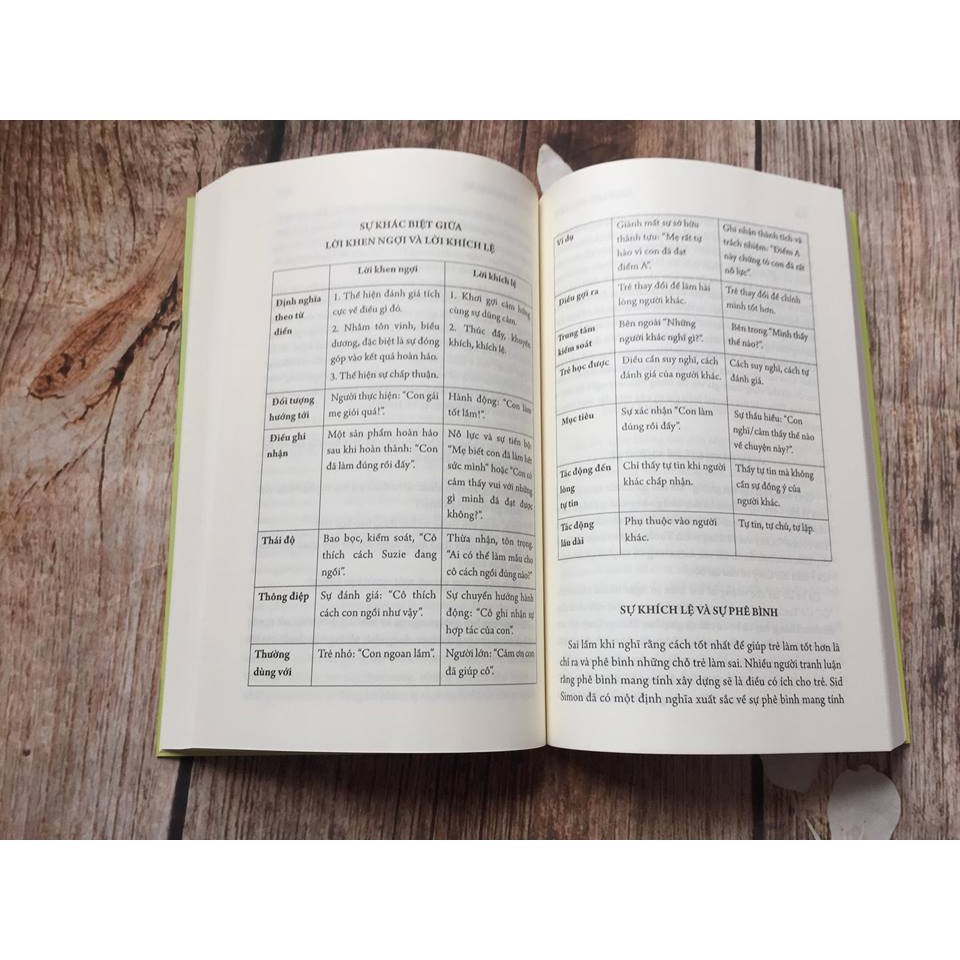 SỰ KHÁC BIỆT GIỮA
LỜI KHEN NGỢI VÀ LỜI KHÍCH LỆ
Lời khen ngợi
Lời khích lệ
Định nghĩa
theo từ
điển
1. Thể hiện đánh giá tích
cực về điều gì đó.
2. Nhằm tôn vinh, biểu
dương, đặc biệt là sự đóng
góp vào kết quả hoàn hảo.
3. Thể hiện sự chấp thuận.
1. Khơi gợi cảm hứng
cùng sự dũng cảm.
2. Thúc đẩy, khuyến
khích, khích lệ.
Đối tượng
hướng tới
Người thực hiện: “Con gái
mẹ giỏi quá!”.
Hành động: “Con làm
tốt lắm!”.
Điều ghi
nhận
Một sản phẩm hoàn hảo
sau khi hoàn thành: “Con
đã làm đúng rồi đấy”.
Nỗ lực và sự tiến bộ:
“Mẹ biết con đã làm hết
sức mình” hoặc “Con có
cảm thấy vui với những
gì mình đã đạt được
không?”.
Thái độ
Bao bọc, kiểm soát, “Cô
thích cách Suzie đang
ngồi”.
Thừa nhận, tôn trọng,
“Ai có thể làm mẫu cho
cô cách ngồi đúng nào?”.
Thông điệp
Sự đánh giá: “Cô thích
cách con ngồi như vậy”.
Sự chuyển hướng hành
động: “Cô ghi nhận sự
hợp tác của con”.
Thường
dùng với
Trẻ nhỏ: “Con ngoan lắm”.
Người lớn: “Cảm ơn con
đã giúp cô”.
Ví dụ
Giành mất sự sở hữu
thành tựu: “Mẹ rất tự
hào vì con đã đạt
điểm A”.
Ghi nhận thành tích và
trách nhiệm: “Điểm A
này chứng tỏ con đã rất
nỗ lực”.
Điều gợi ra
Trẻ thay đổi để làm hài
lòng người khác.
Trẻ thay đổi để chính
mình tốt hơn.
Trung tâm
kiểm soát
Bên ngoài “Những
người khác nghĩ gì?”.
Bên trong “Mình thấy
thế nào?”.
Trẻ học được
Điều cần suy nghĩ, cách
đánh giá của người khác.
Cách suy nghĩ, cách tự
đánh giá.
Mục tiêu
Sự xác nhận “Con làm
đúng rồi đấy”.
Sự thấu hiểu: “Con
nghĩ/cảm thấy thế nào
về chuyện này?”.
Tác động đến
lòng
tự tin
Chỉ thấy tự tin khi người
khác chấp nhận.
Thấy tự tin mà không
cần sự đồng ý của
người khác.
Tác động
lâu dài
Phụ thuộc vào người
khác.
Tự tin, tự chủ, tự lập.
SỰ KHÍCH LỆ VÀ SỰ PHÊ BÌNH
Sai lầm khi nghĩ rằng cách tốt nhất để giúp trẻ làm tốt hơn là
chỉ ra và phê bình những chỗ trẻ làm sai. Nhiều người tranh luận
rằng phê bình mang tính xây dựng sẽ là điều có ích cho trẻ. Sid
Simon đã có một định nghĩa xuất sắc về sự phê bình mang tính